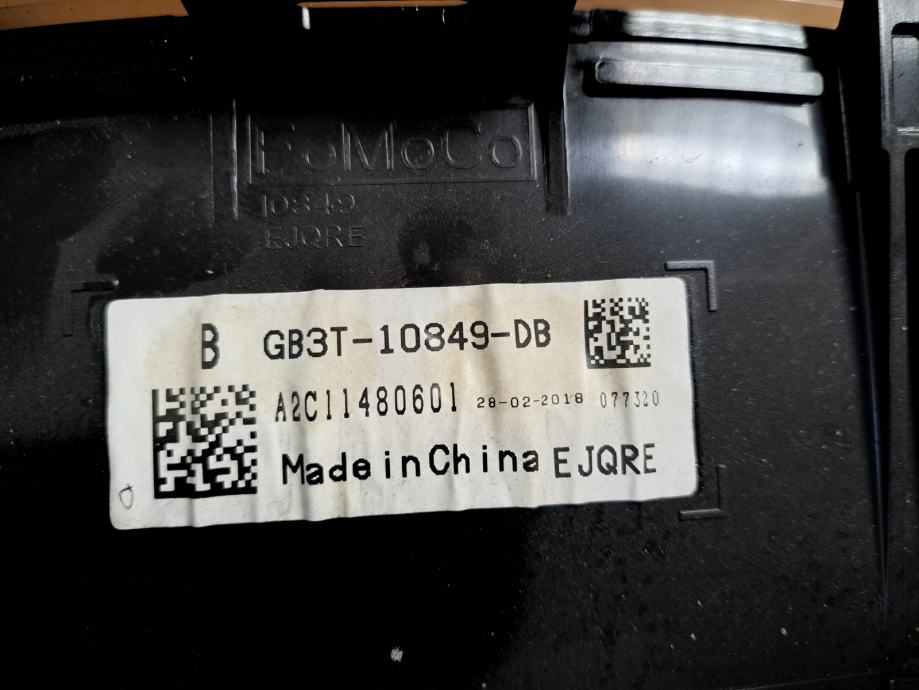 FoMoCo
10849
EJQRE
B GB3T-10849-DB
A2C11480601 28-02-2018 077320
Made in China EJQRE